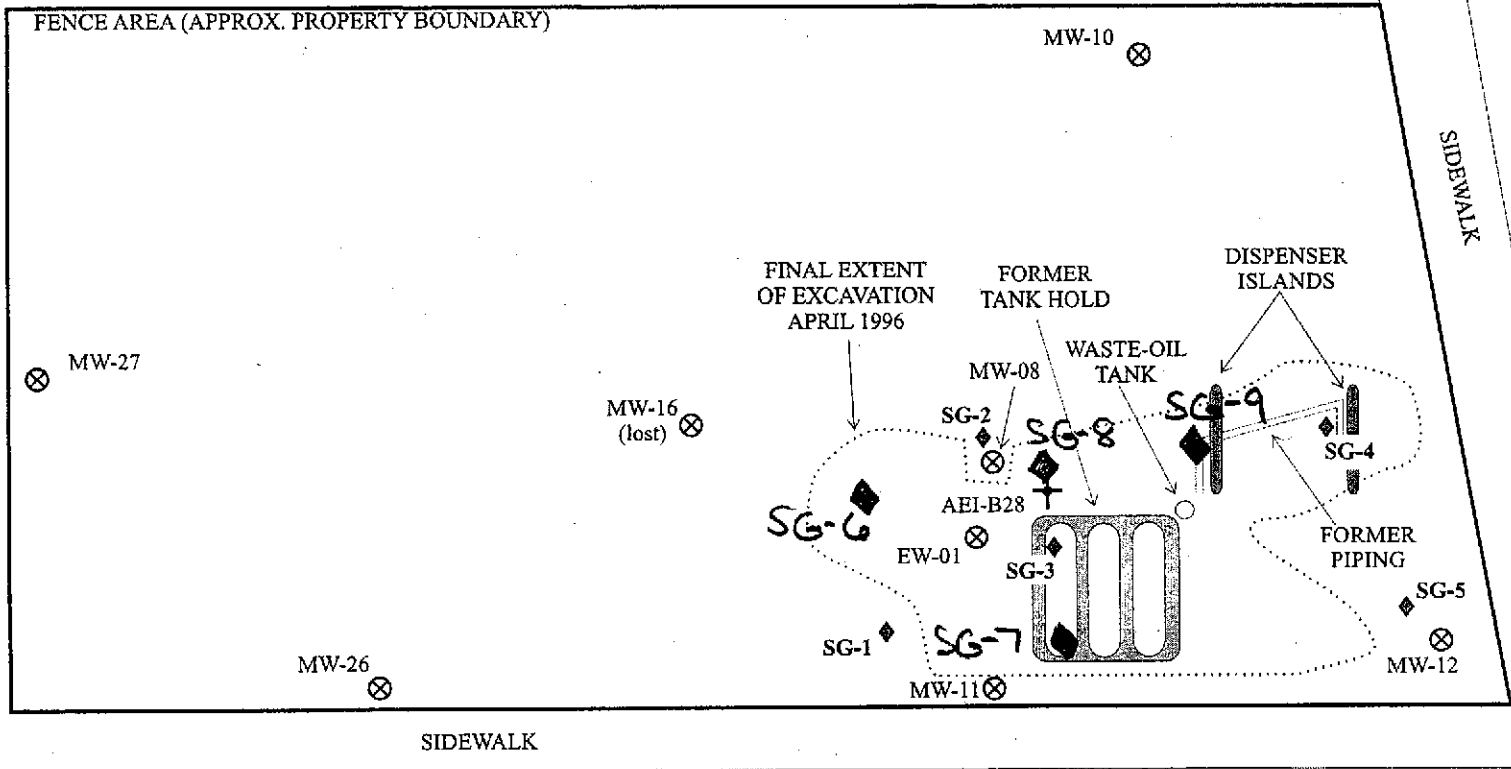 FENCE AREA (APPROX. PROPERTY BOUNDARY)
MW-10
SIDEWALK
FINAL EXTENT
OF EXCAVATION
APRIL 1996
FORMER
TANK HOLD
DISPENSER
ISLANDS
WASTE-OIL
TANK
MW-27
MW-08
MW-16
(lost)
SG-2
SG-8
SG-9
SG-4
AEI-B28
SG-6
EW-01
SG-3
FORMER
PIPING
SG-5
SG-1
SG-7
MW-12
MW-26
MW-11
SIDEWALK